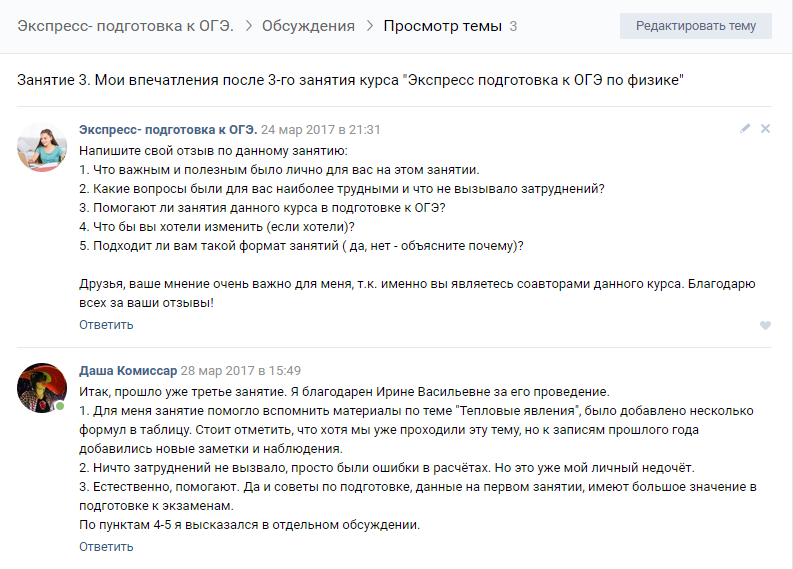 Экспресс- подготовка к ОГЭ. > Обсуждения > Просмотр темы 3
Редактировать тему
Занятие 3. Мои впечатления после 3-го занятия курса "Экспресс подготовка к ОГЭ по физике"
Экспресс- подготовка к ОГЭ. 24 мар 2017 в 21:31
Напишите свой отзыв по данному занятию:
1. Что важным и полезным было лично для вас на этом занятии.
2. Какие вопросы были для вас наиболее трудными и что не вызывало затруднений?
3. Помогают ли занятия данного курса в подготовке к ОГЭ?
4. Что бы вы хотели изменить (если хотели)?
5. Подходит ли вам такой формат занятий ( да, нет - объясните почему)?
Друзья, ваше мнение очень важно для меня, т.к. именно вы являетесь соавторами данного курса. Благодарю
всех за ваши отзывы!
Ответить
Даша Комиссар 28 мар 2017 в 15:49
Итак, прошло уже третье занятие. Я благодарен Ирине Васильевне за его проведение.
1. Для меня занятие помогло вспомнить материалы по теме "Тепловые явления", было добавлено несколько
формул в таблицу. Стоит отметить, что хотя мы уже проходили эту тему, но к записям прошлого года
добавились новые заметки и наблюдения.
2. Ничто затруднений не вызвало, просто были ошибки в расчётах. Но это уже мой личный недочёт.
3. Естественно, помогают. Да и советы по подготовке, данные на первом занятии, имеют большое значение в
подготовке к экзаменам.
По пунктам 4-5 я высказался в отдельном обсуждении.
Ответить